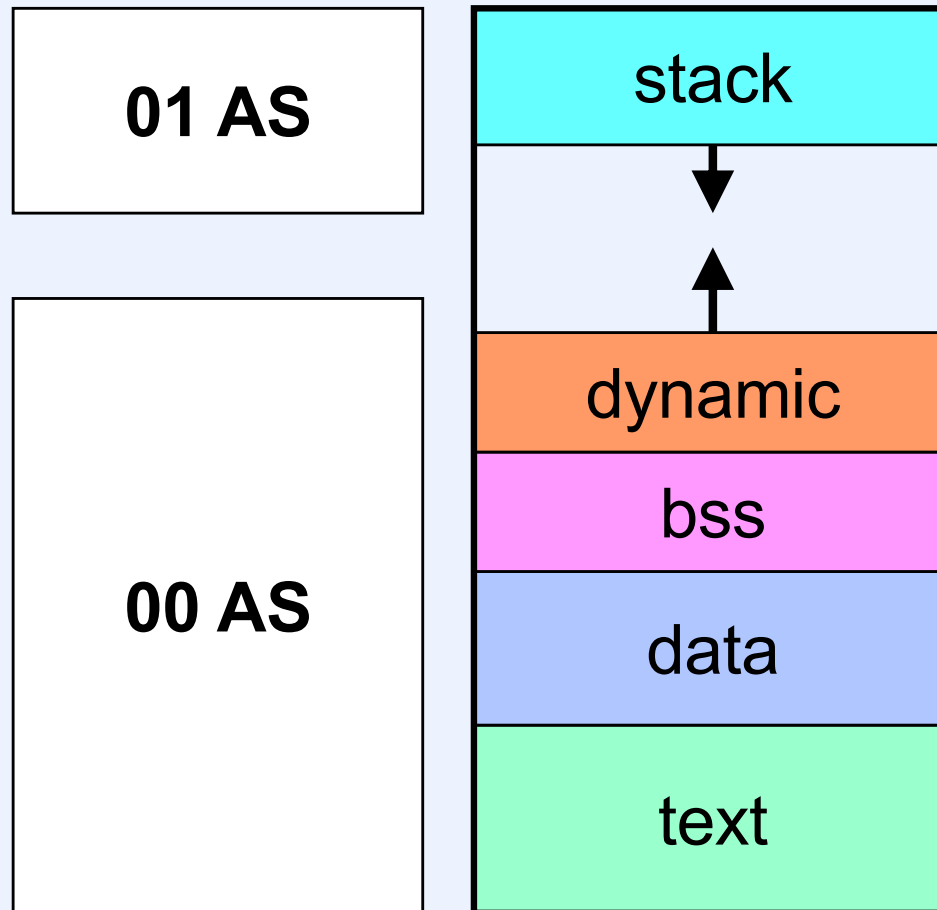 01 AS
00 AS
stack
dynamic
bss
data
text